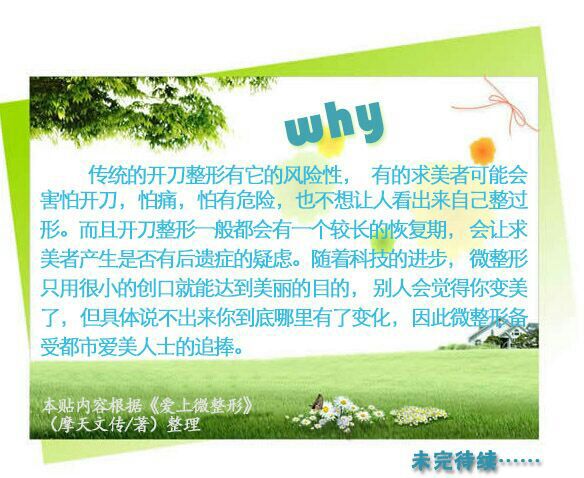 why
传统的开刀整形有它的风险性， 有的求美者可能会
害怕开刀，怕痛，怕有危险，也不想让人看出来自己整过
形。而且开刀整形一般都会有一个较长的恢复期，会让求
美者产生是否有后遗症的疑虑。随着科技的进步，微整形
只用很小的创口就能达到美丽的目的，别人会觉得你变美
了，但具体说不出来你到底哪里有了变化，因此微整形备
受都市爱美人士的追捧。
本贴内容根据《爱上微整形》
（摩天文传/著）整理
未完待续……